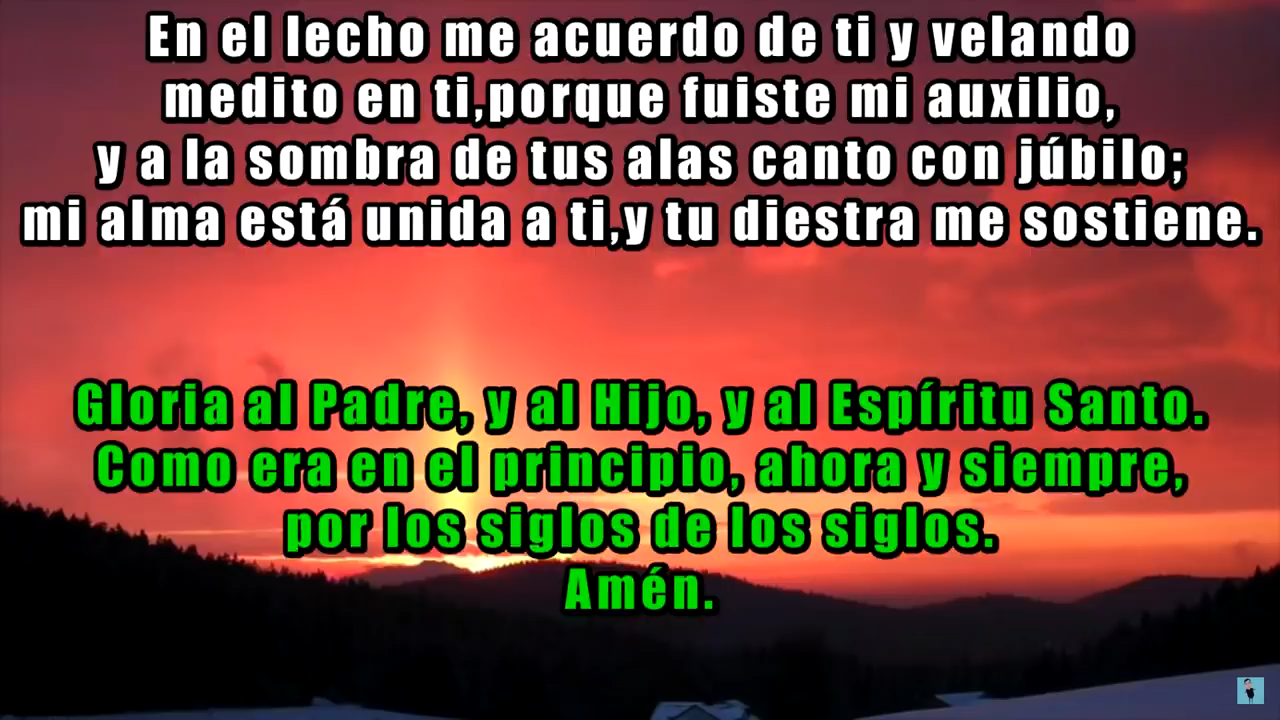 En el lecho me acuerdo de ti y velando
medito en ti,porque fuiste mi auxilio,
y a la sombra de tus alas canto con júbilo;
mi alma está unida a ti,y tu diestra me sostiene.
Gloria al Padre, y al Hijo, y al Espíritu Santo.
Como era en el principio, ahora y siempre,
por los siglos de los siglos.
Amén.